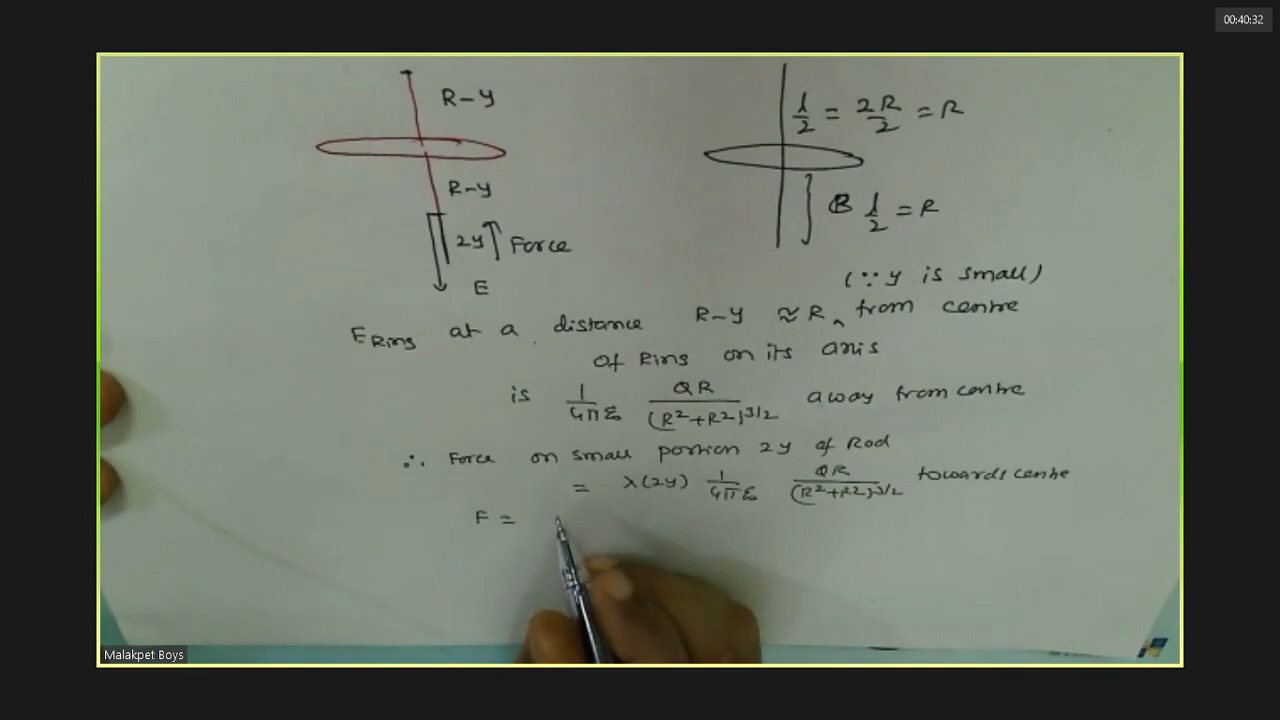 00:40:32
R-y
l/2 = 2R/2 = R
R-y
l/2 = R
2y Force
E
(∵ y is small)
E Ring at a distance R-y ≈ R from centre
of Ring on its axis
is 1/4πε₀ QR/(R²+R²)3/2 away from centre
∴ Force on small portion 2y of Rod
= λ(2y) 1/4πε₀ QR/(R²+R²)3/2 towards centre
F =
Malakpet Boys